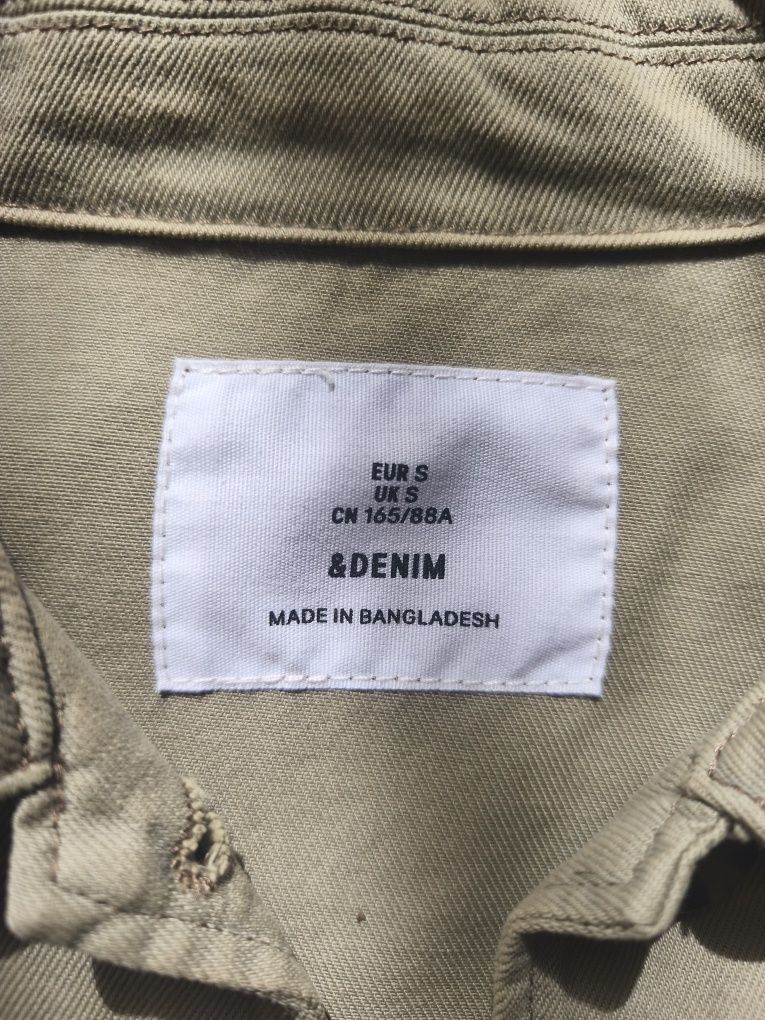 EUR S
UK S
CN 165/88A
&DENIM
MADE IN BANGLADESH